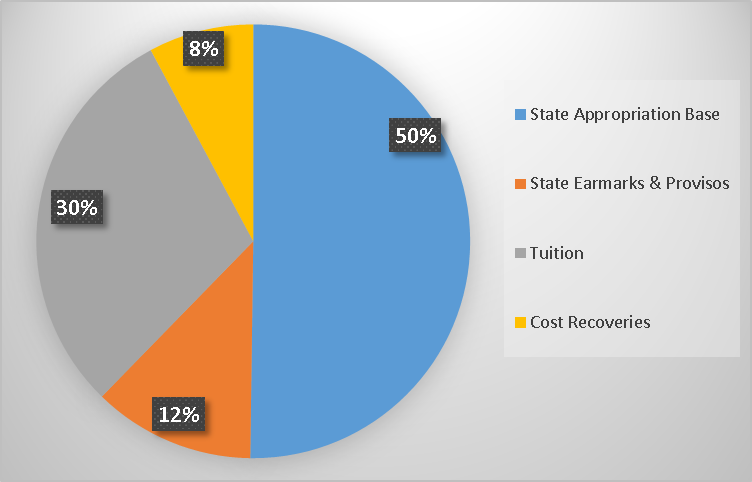 8%
50%
30%
12%
State Appropriation Base
State Earmarks & Provisos
Tuition
Cost Recoveries